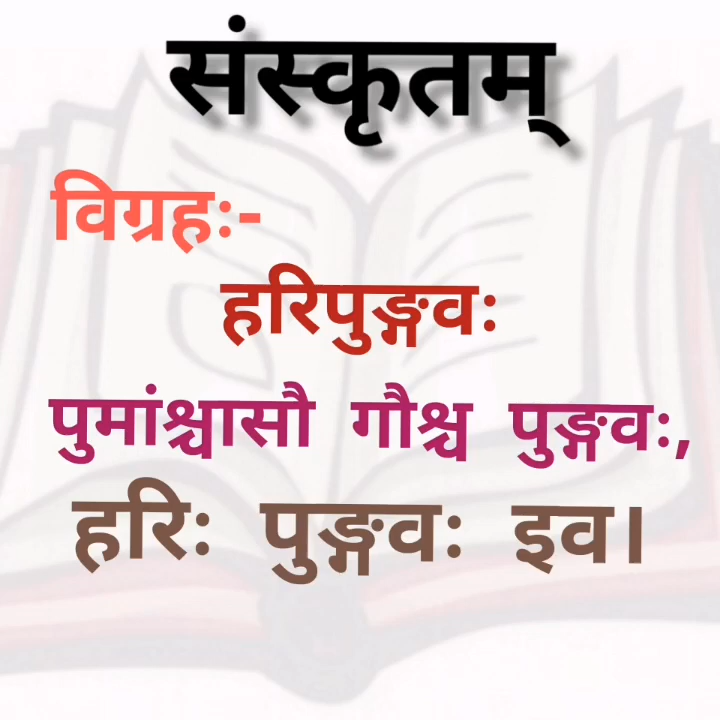 संस्कृतम्
विग्रहः-
हरिपुङ्गवः
पुमांश्चासौ गौश्च पुङ्गवः,
हरिः पुङ्गवः इव।